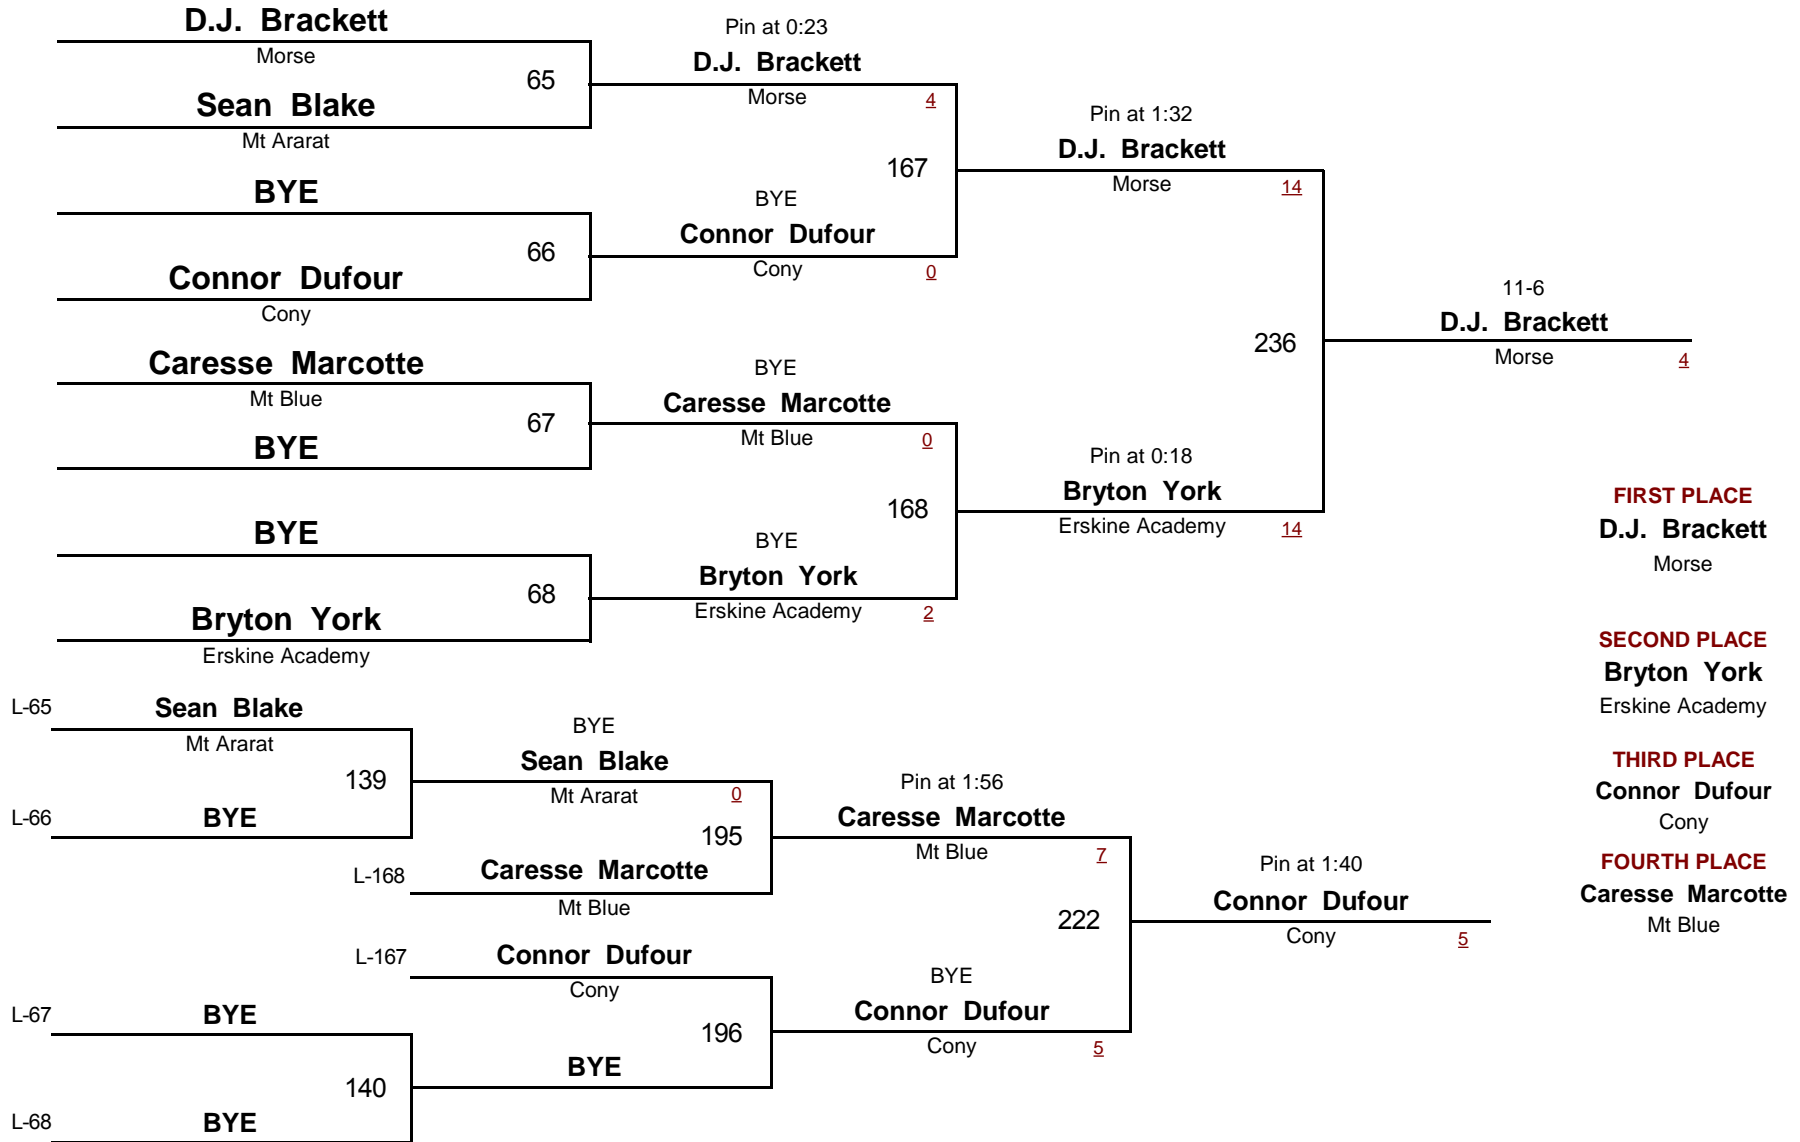 D.J. Brackett
Morse
65
Sean Blake
Mt Ararat
BYE
66
Connor Dufour
Cony
Caresse Marcotte
Mt Blue
67
BYE
BYE
68
Bryton York
Erskine Academy
Pin at 0:23
D.J. Brackett
Morse
4
167
BYE
Connor Dufour
Cony
0
BYE
Caresse Marcotte
Mt Blue
0
168
BYE
Bryton York
Erskine Academy
2
Pin at 1:32
D.J. Brackett
Morse
14
236
Pin at 0:18
Bryton York
Erskine Academy
14
11-6
D.J. Brackett
Morse
4
FIRST PLACE
D.J. Brackett
Morse
SECOND PLACE
Bryton York
Erskine Academy
THIRD PLACE
Connor Dufour
Cony
FOURTH PLACE
Caresse Marcotte
Mt Blue
L-65
Sean Blake
Mt Ararat
139
L-66
BYE
BYE
Sean Blake
Mt Ararat
0
195
L-168
Caresse Marcotte
Mt Blue
L-167
Connor Dufour
Cony
196
BYE
L-67
BYE
140
L-68
BYE
Pin at 1:56
Caresse Marcotte
Mt Blue
7
222
BYE
Connor Dufour
Cony
5
Pin at 1:40
Connor Dufour
Cony
5